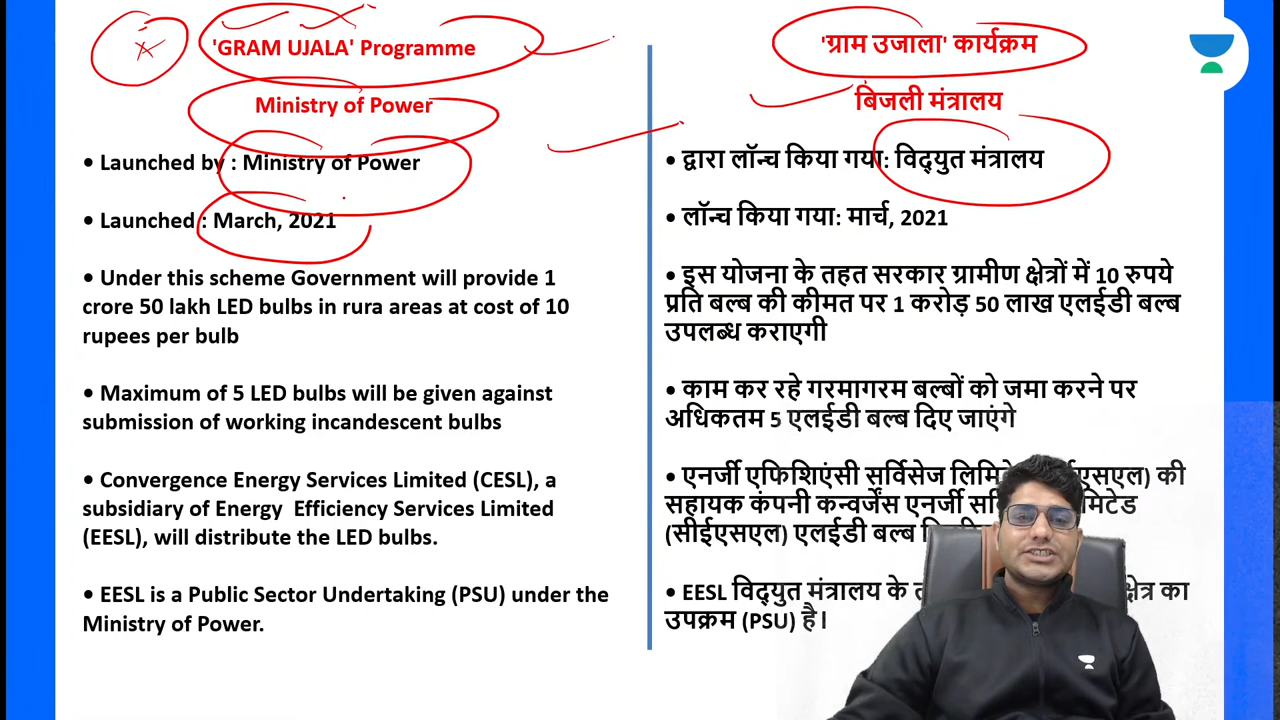 'GRAM UJALA' Programme
Ministry of Power
• Launched by : Ministry of Power
• Launched : March, 2021
• Under this scheme Government will provide 1
crore 50 lakh LED bulbs in rura areas at cost of 10
rupees per bulb
• Maximum of 5 LED bulbs will be given against
submission of working incandescent bulbs
• Convergence Energy Services Limited (CESL), a
subsidiary of Energy Efficiency Services Limited
(EESL), will distribute the LED bulbs.
• EESL is a Public Sector Undertaking (PSU) under the
Ministry of Power.
'ग्राम उजाला' कार्यक्रम
बिजली मंत्रालय
• द्वारा लॉन्च किया गया: विद्युत मंत्रालय
• लॉन्च किया गया: मार्च, 2021
• इस योजना के तहत सरकार ग्रामीण क्षेत्रों में 10 रुपये
प्रति बल्ब की कीमत पर 1 करोड़ 50 लाख एलईडी बल्ब
उपलब्ध कराएगी
• काम कर रहे गरमागरम बल्बों को जमा करने पर
अधिकतम 5 एलईडी बल्ब दिए जाएंगे
• एनर्जी एफिशिएंसी सर्विसेज की
सहायक कंपनी कन्वर्जेंस एनर्जी
(सीईएसएल) एलईडी बल्ब
• EESL विद्युत मंत्रालय के क्षेत्र का
उपक्रम (PSU) है।